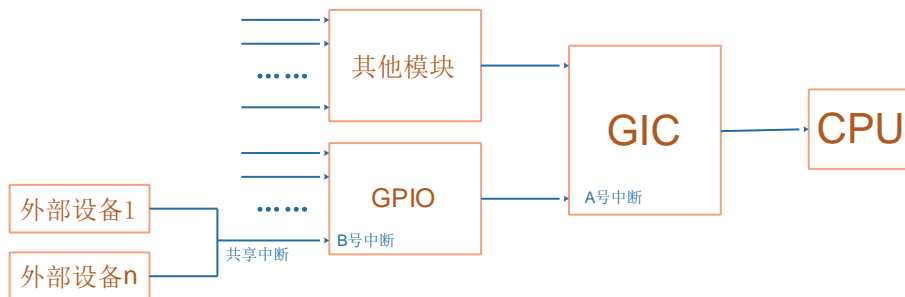 其他模块
……
GIC
CPU
A号中断
GPIO
……
B号中断
外部设备1
共享中断
外部设备n